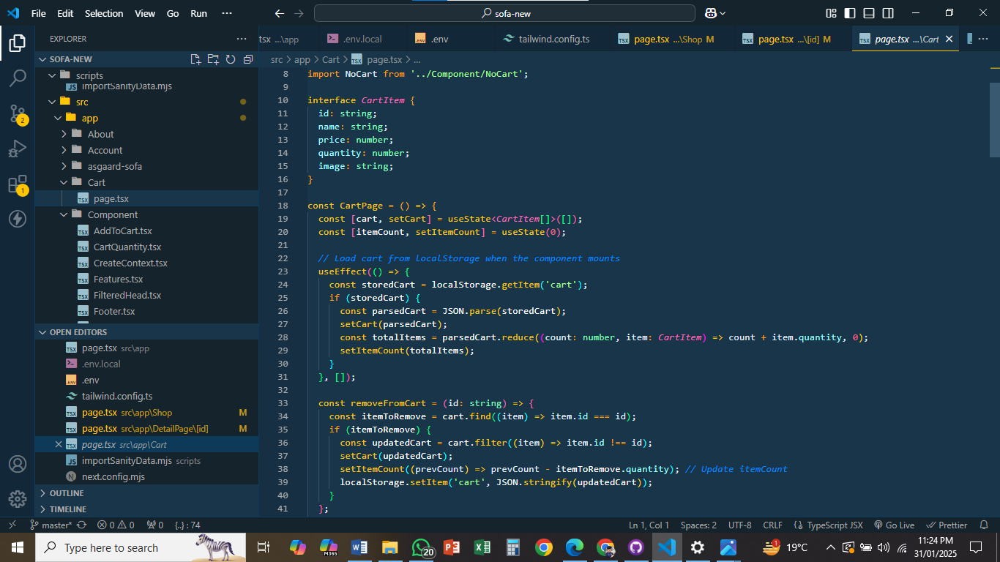 File Edit Selection View Go Run ···
sofa-new
EXPLORER ···
tsx ...\app
.env.local
.env
tailwind.config.ts
page.tsx ...\Shop M
page.tsx ...\[id] M
page.tsx ...\Cart
SOFA-NEW
scripts
importSanityData.mjs
src
app
About
Account
asgaard-sofa
Cart
page.tsx
Component
AddToCart.tsx
CartQuantity.tsx
CreateContext.tsx
Features.tsx
FilteredHead.tsx
Footer.tsx
OPEN EDITORS
page.tsx src\app
.env.local
.env
tailwind.config.ts
page.tsx src\app\Shop M
page.tsx src\app\DetailPage\[id] M
page.tsx src\app\Cart
importSanityData.mjs scripts
next.config.mjs
OUTLINE
TIMELINE
src > app > Cart > page.tsx > ...
8 import NoCart from '../Component/NoCart';
9
10 interface CartItem {
11 id: string;
12 name: string;
13 price: number;
14 quantity: number;
15 image: string;
16 }
17
18 const CartPage = () => {
19 const [cart, setCart] = useState<CartItem[]>([]);
20 const [itemCount, setItemCount] = useState(0);
21
22 // Load cart from localStorage when the component mounts
23 useEffect(() => {
24 const storedCart = localStorage.getItem('cart');
25 if (storedCart) {
26 const parsedCart = JSON.parse(storedCart);
27 setCart(parsedCart);
28 const totalItems = parsedCart.reduce((count: number, item: CartItem) => count + item.quantity, 0);
29 setItemCount(totalItems);
30 }
31 }, []);
32
33 const removeFromCart = (id: string) => {
34 const itemToRemove = cart.find((item) => item.id === id);
35 if (itemToRemove) {
36 const updatedCart = cart.filter((item) => item.id !== id);
37 setCart(updatedCart);
38 setItemCount((prevCount) => prevCount - itemToRemove.quantity); // Update itemCount
39 localStorage.setItem('cart', JSON.stringify(updatedCart));
40 }
41 };
2
1
master* 0 0 0 {..} : 74
Ln 1, Col 1 Spaces: 2 UTF-8 CRLF TypeScript JSX Go Live Prettier
Type here to search
M365
20
1
19°C
11:24 PM
31/01/2025